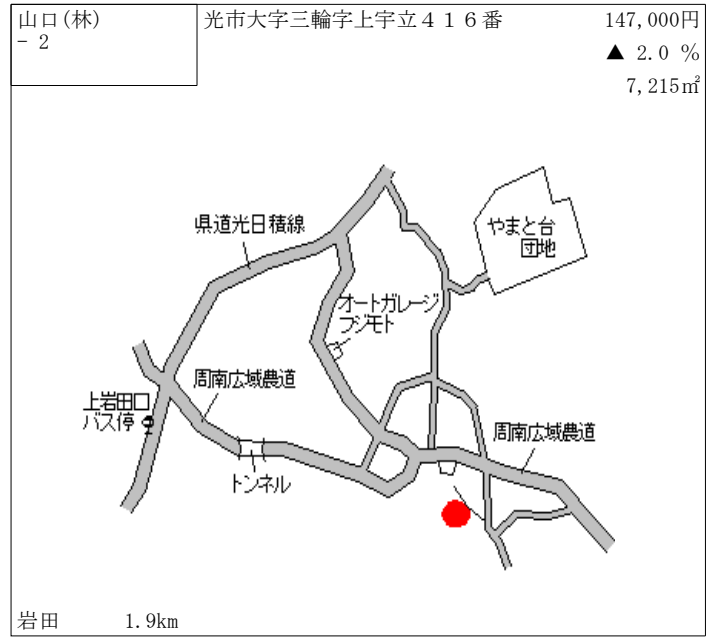 山口(林)
－2
光市大字三輪字上宇立４１６番
147,000円
▲ 2.0 %
7,215㎡
県道光日積線
やまと台
団地
オートガレージ
フジモト
周南広域農道
上岩田口
バス停
トンネル
周南広域農道
岩田 1.9km